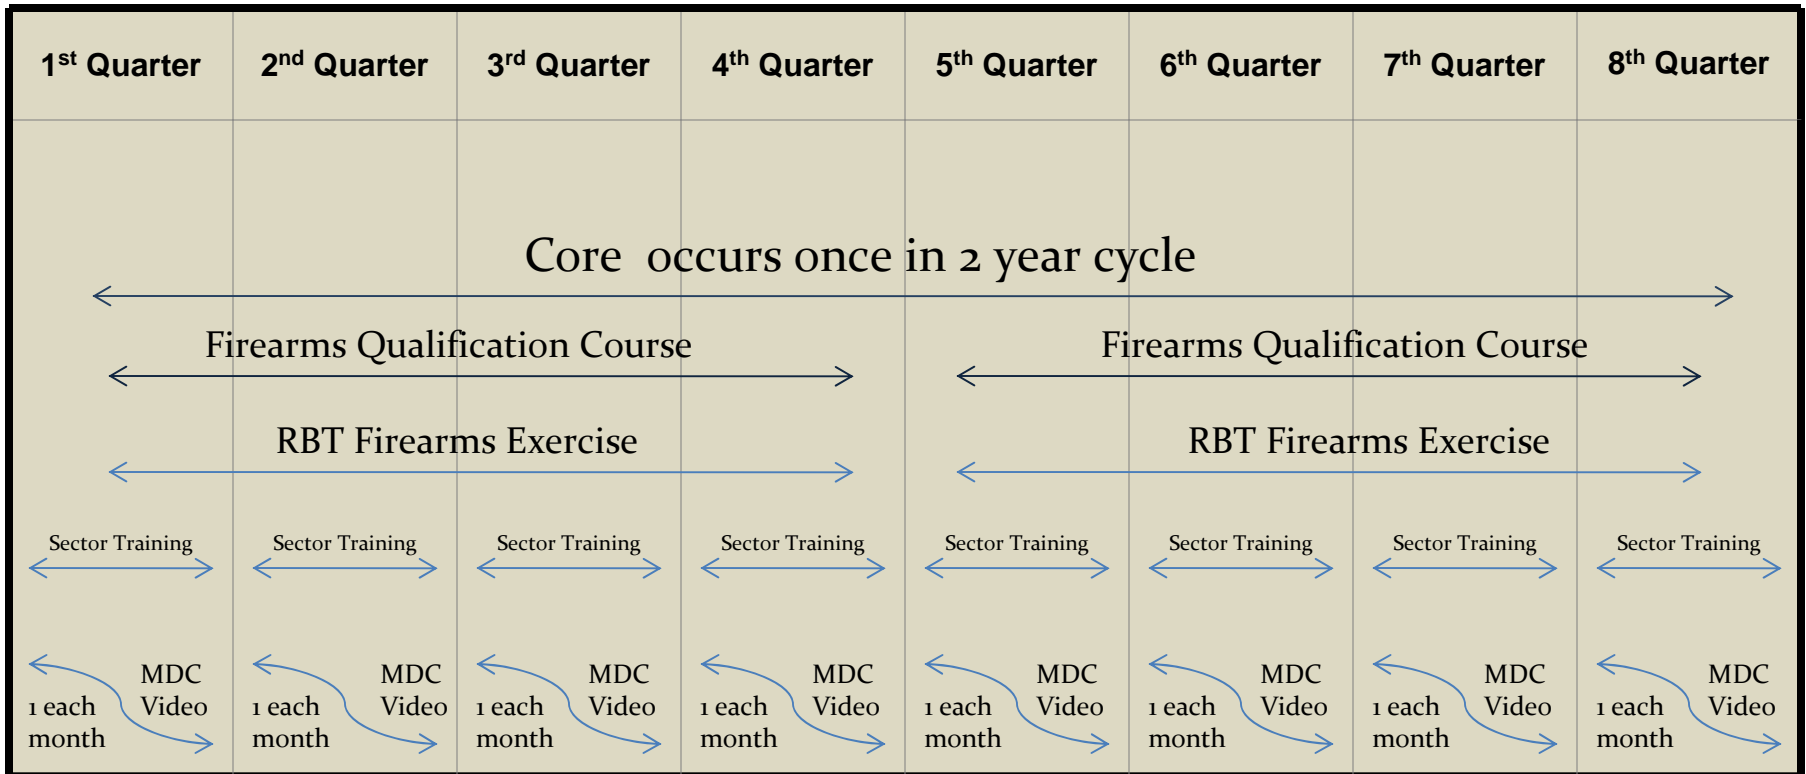 1st Quarter 2nd Quarter 3rd Quarter 4th Quarter 5th Quarter 6th Quarter 7th Quarter 8th Quarter
Core occurs once in 2 year cycle
Firearms Qualification Course Firearms Qualification Course
RBT Firearms Exercise RBT Firearms Exercise
Sector Training Sector Training Sector Training Sector Training Sector Training Sector Training Sector Training Sector Training
MDC MDC MDC MDC MDC MDC MDC MDC
1 each Video 1 each Video 1 each Video 1 each Video 1 each Video 1 each Video 1 each Video 1 each Video
month month month month month month month month